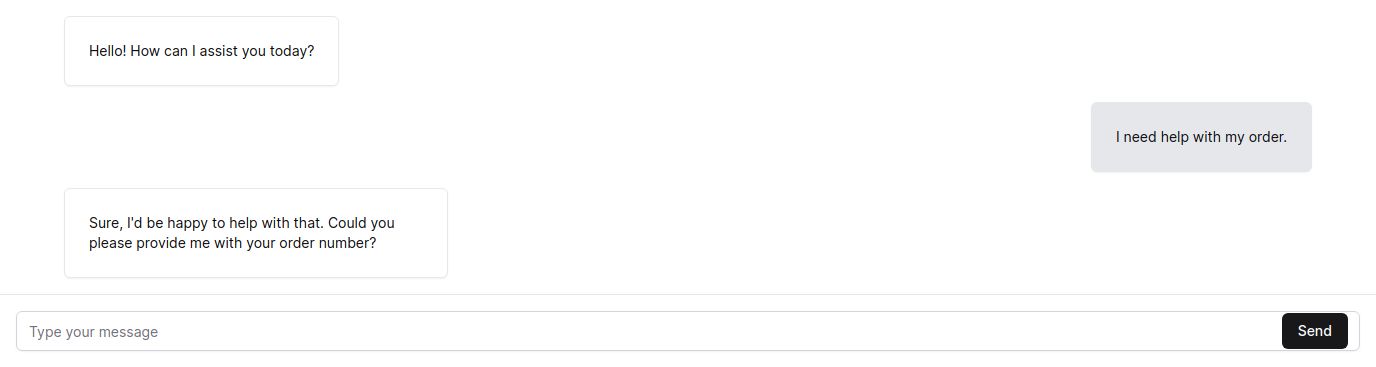 Hello! How can I assist you today?
I need help with my order.
Sure, I'd be happy to help with that. Could you
please provide me with your order number?
Type your message
Send